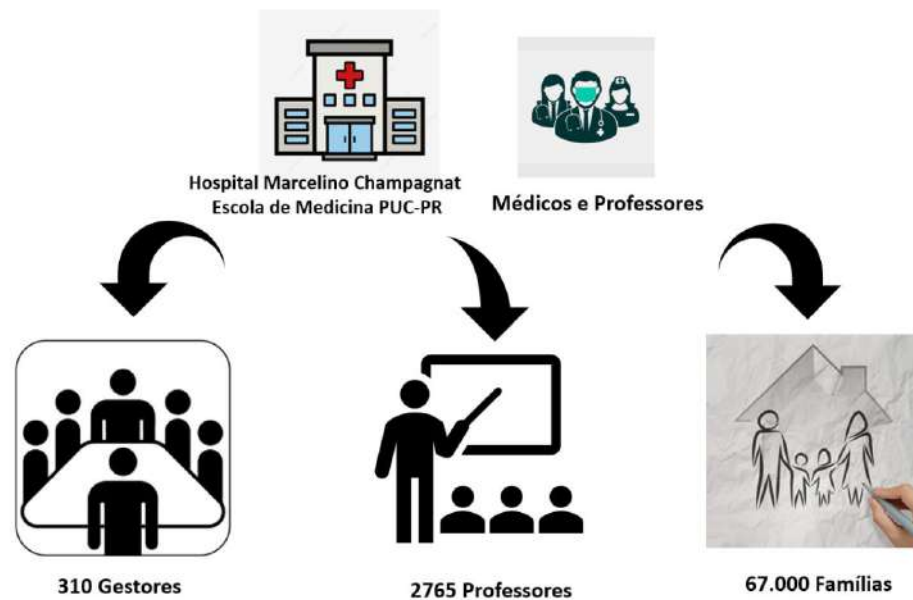 Hospital Marcelino Champagnat
Escola de Medicina PUC-PR
Médicos e Professores
310 Gestores
2765 Professores
67.000 Famílias